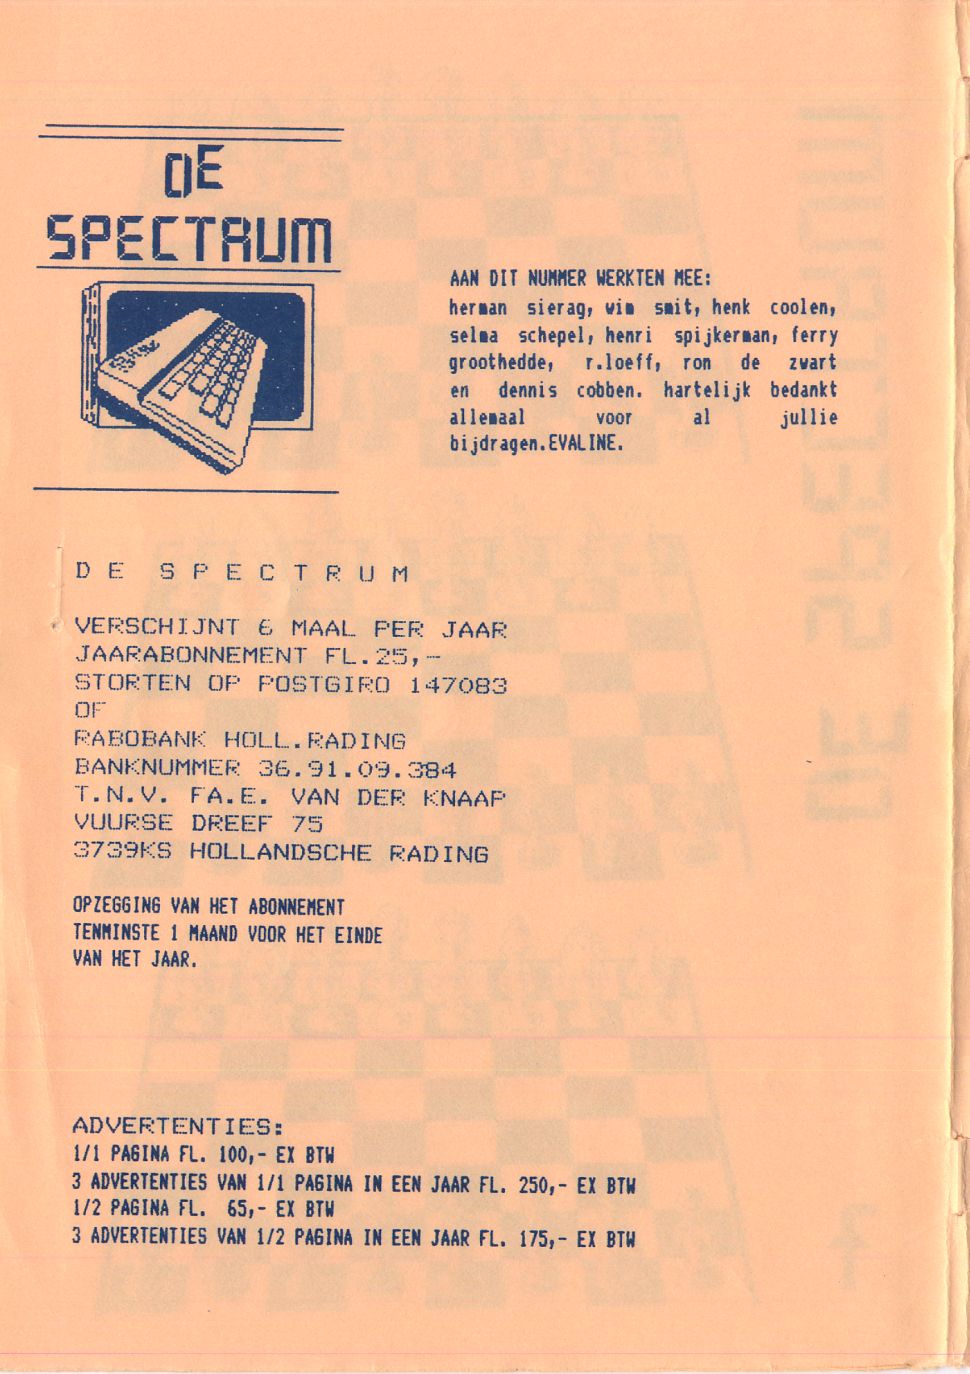 DE
SPECTRUM
AAN DIT NUMMER WERKTEN MEE:
herman sierag, wim smit, henk coolen,
selma schepel, henri spijkerman, ferry
groothedde, r.loeff, ron de zwart
en dennis cobben. hartelijk bedankt
allemaal voor al jullie
bijdragen.EVALINE.
DE SPECTRUM
VERSCHIJNT 6 MAAL PER JAAR
JAARABONNEMENT FL.25,-
STORTEN OP POSTGIRO 147083
OF
RABOBANK HOLL.RADING
BANKNUMMER 36.91.09.384
T.N.V. FA.E. VAN DER KNAAP
VUURSE DREEF 75
3739KS HOLLANDSCHE RADING
OPZEGGING VAN HET ABONNEMENT
TENMINSTE 1 MAAND VOOR HET EINDE
VAN HET JAAR.
ADVERTENTIES:
1/1 PAGINA FL. 100,- EX BTW
3 ADVERTENTIES VAN 1/1 PAGINA IN EEN JAAR FL. 250,- EX BTW
1/2 PAGINA FL. 65,- EX BTW
3 ADVERTENTIES VAN 1/2 PAGINA IN EEN JAAR FL. 175,- EX BTW